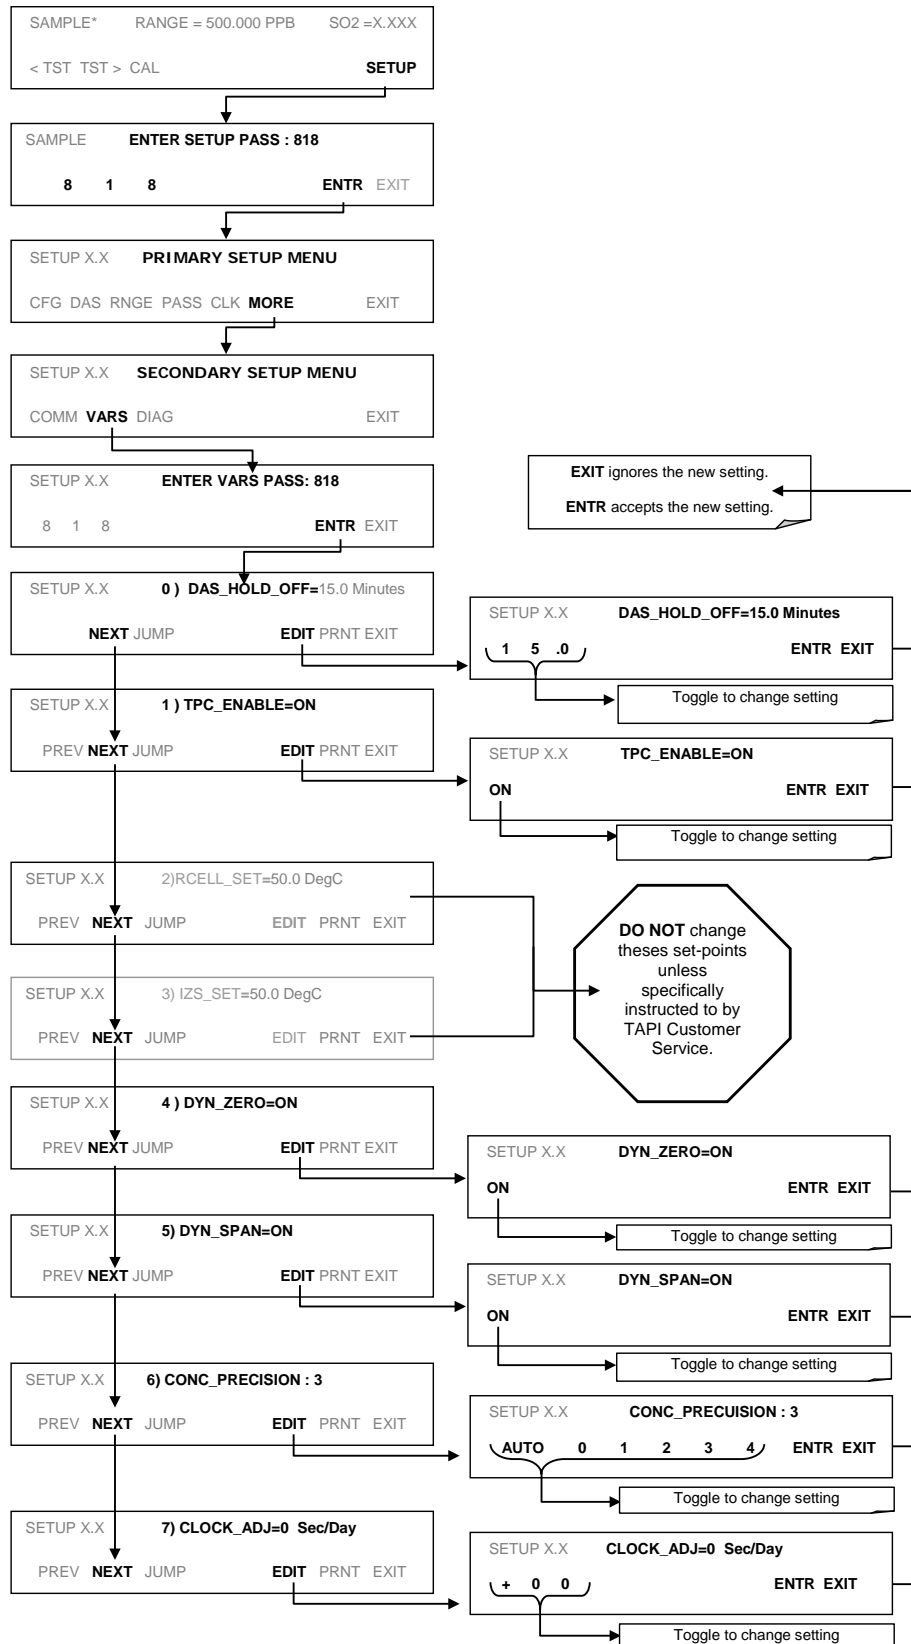 SAMPLE* RANGE = 500.000 PPB SO2 =X.XXX
< TST TST > CAL SETUP
SAMPLE ENTER SETUP PASS : 818
8 1 8 ENTR EXIT
SETUP X.X PRIMARY SETUP MENU
CFG DAS RNGE PASS CLK MORE EXIT
SETUP X.X SECONDARY SETUP MENU
COMM VARS DIAG EXIT
SETUP X.X ENTER VARS PASS: 818
8 1 8 ENTR EXIT
EXIT ignores the new setting.
ENTR accepts the new setting.
SETUP X.X 0 ) DAS_HOLD_OFF=15.0 Minutes
NEXT JUMP EDIT PRNT EXIT
SETUP X.X DAS_HOLD_OFF=15.0 Minutes
1 5 .0 ENTR EXIT
Toggle to change setting
SETUP X.X 1 ) TPC_ENABLE=ON
PREV NEXT JUMP EDIT PRNT EXIT
SETUP X.X TPC_ENABLE=ON
ON ENTR EXIT
Toggle to change setting
SETUP X.X 2)RCELL_SET=50.0 DegC
PREV NEXT JUMP EDIT PRNT EXIT
SETUP X.X 3) IZS_SET=50.0 DegC
PREV NEXT JUMP EDIT PRNT EXIT
DO NOT change
theses set-points
unless
specifically
instructed to by
TAPI Customer
Service.
SETUP X.X 4 ) DYN_ZERO=ON
PREV NEXT JUMP EDIT PRNT EXIT
SETUP X.X DYN_ZERO=ON
ON ENTR EXIT
Toggle to change setting
SETUP X.X 5) DYN_SPAN=ON
PREV NEXT JUMP EDIT PRNT EXIT
SETUP X.X DYN_SPAN=ON
ON ENTR EXIT
Toggle to change setting
SETUP X.X 6) CONC_PRECISION : 3
PREV NEXT JUMP EDIT PRNT EXIT
SETUP X.X CONC_PRECUISION : 3
AUTO 0 1 2 3 4 ENTR EXIT
Toggle to change setting
SETUP X.X 7) CLOCK_ADJ=0 Sec/Day
PREV NEXT JUMP EDIT PRNT EXIT
SETUP X.X CLOCK_ADJ=0 Sec/Day
+ 0 0 ENTR EXIT
Toggle to change setting